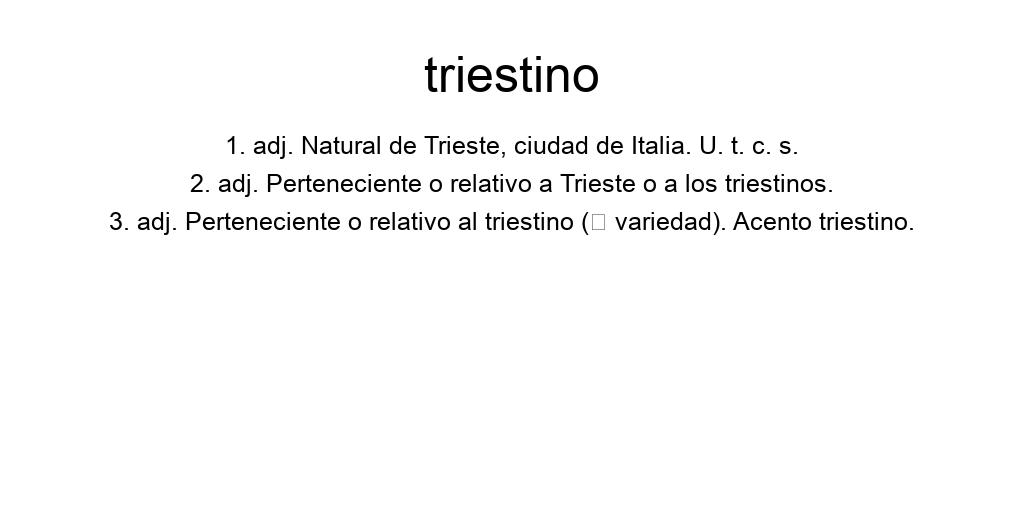 triestino
1. adj. Natural de Trieste, ciudad de Italia. U. t. c. s.
2. adj. Perteneciente o relativo a Trieste o a los triestinos.
3. adj. Perteneciente o relativo al triestino (□ variedad). Acento triestino.